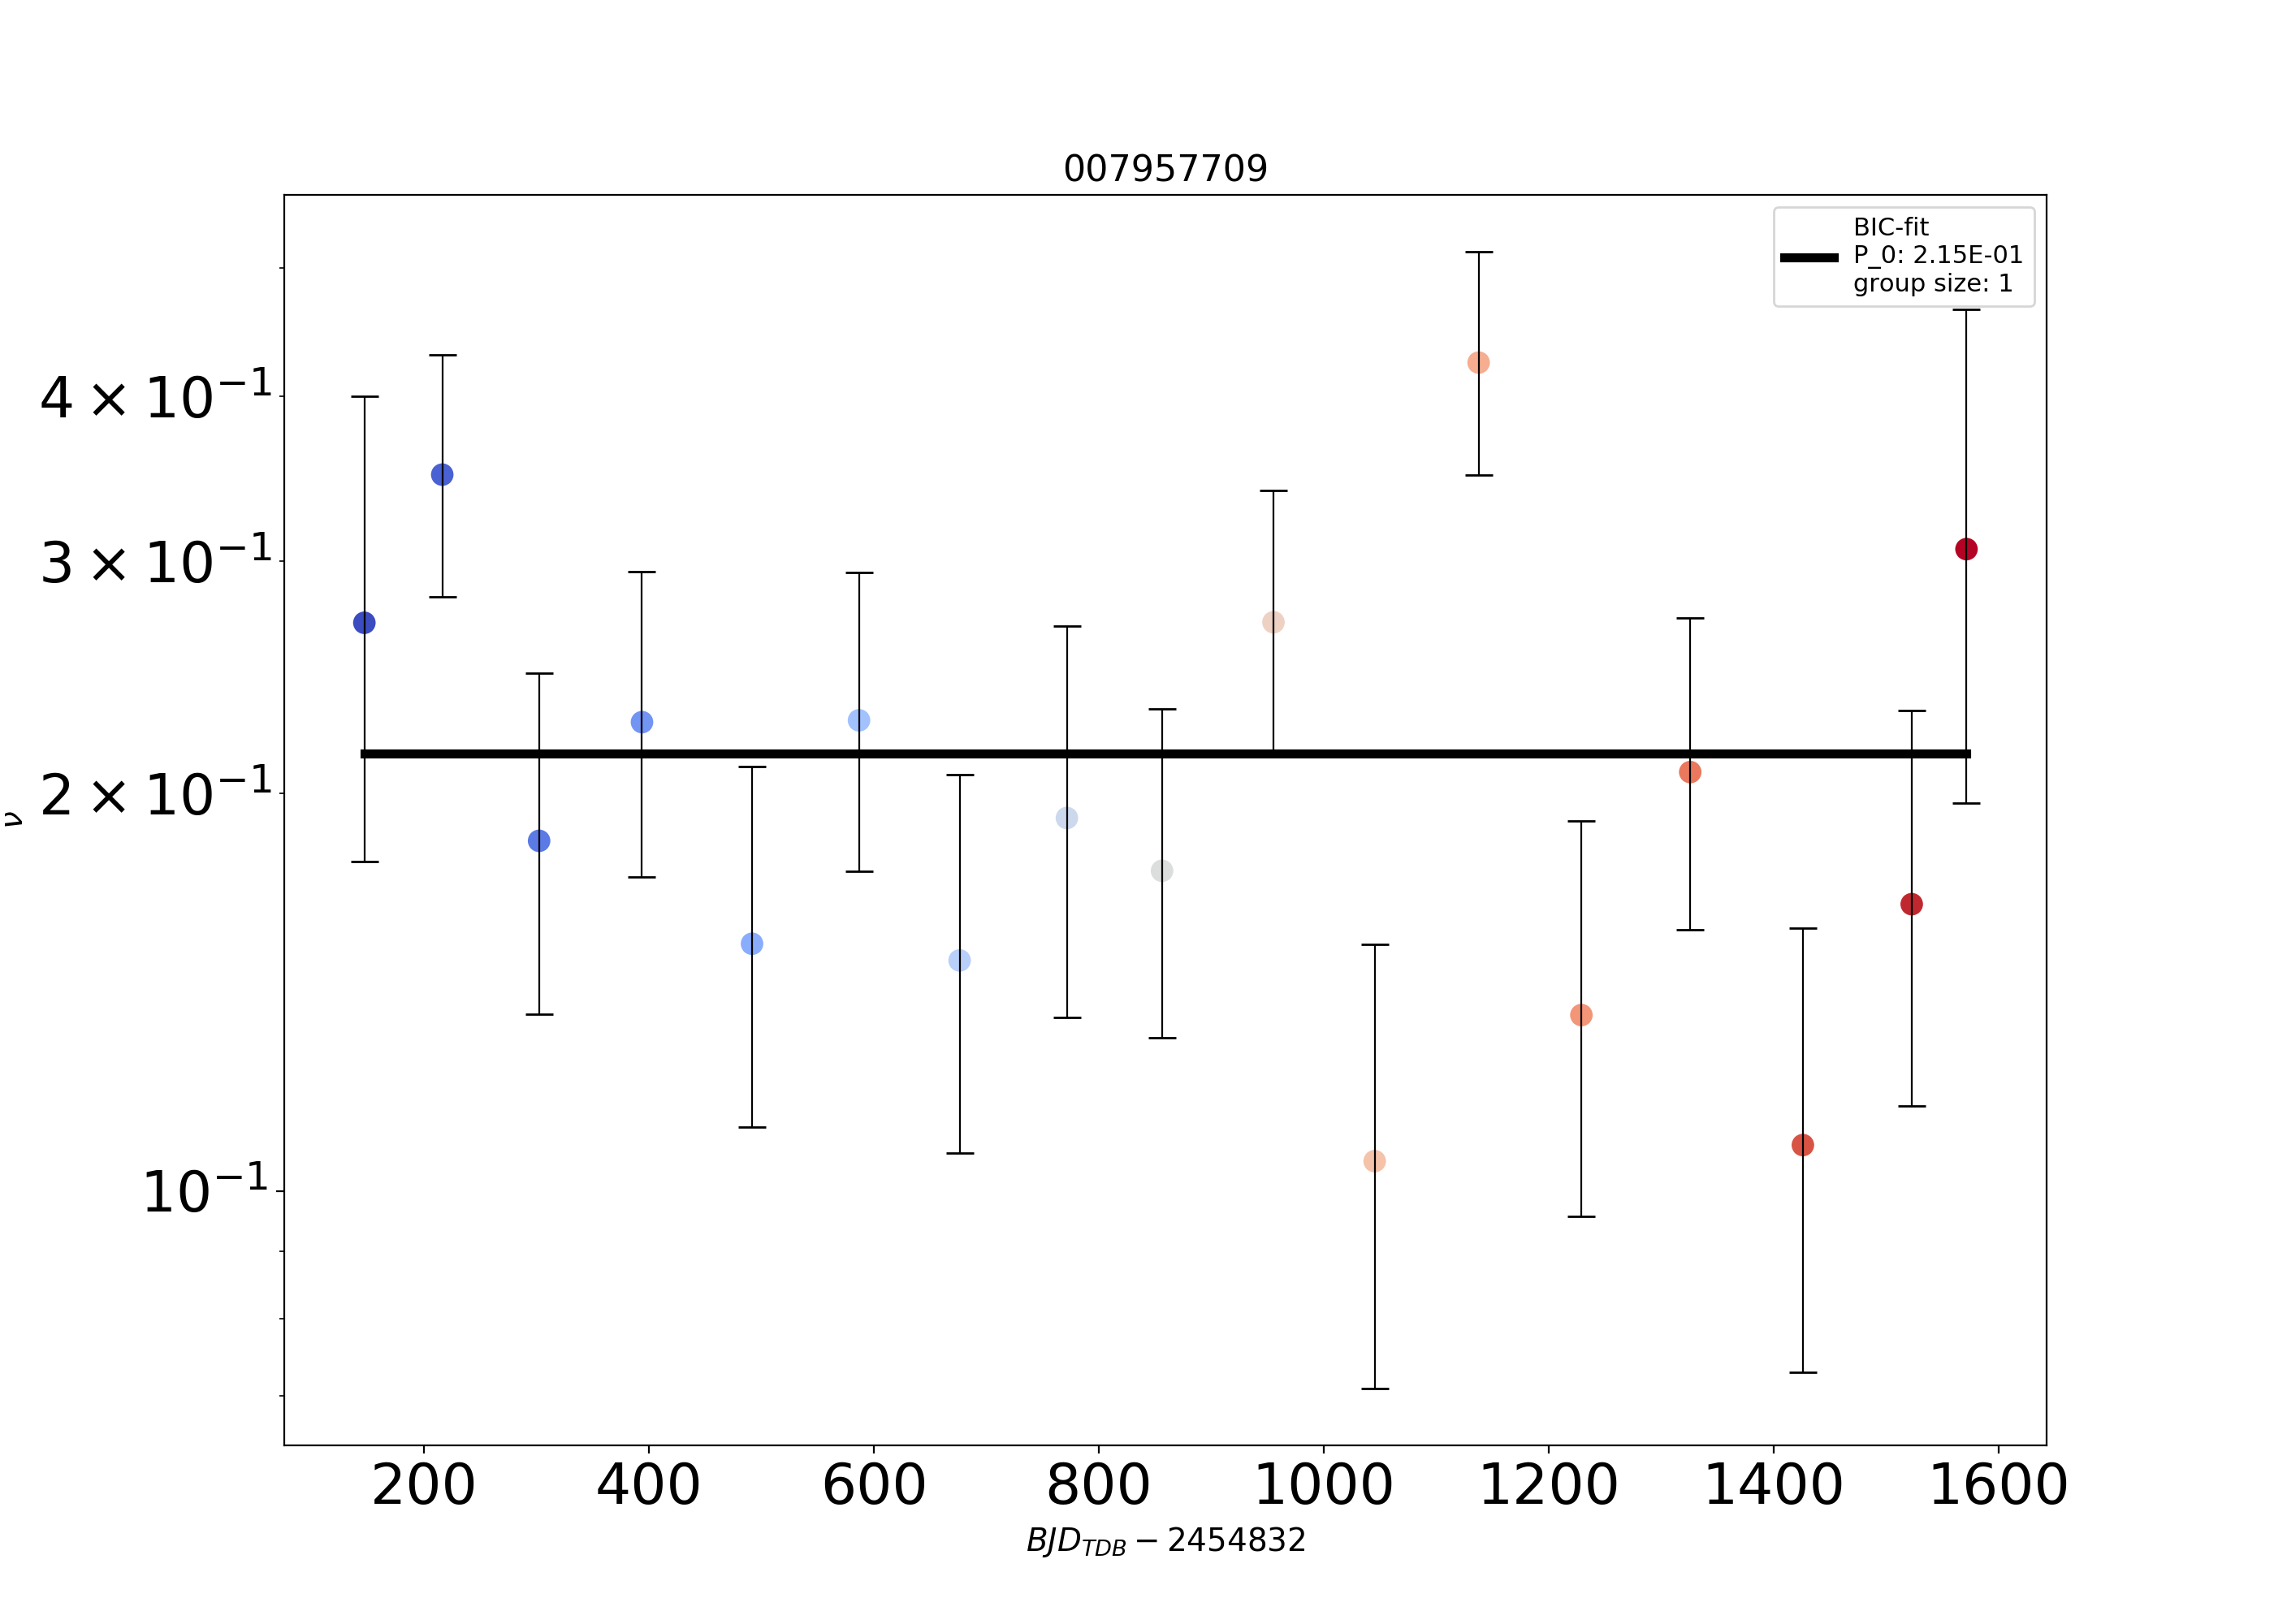 007957709
BIC-fit
P_0: 2.15E-01
group size: 1
4 × 10⁻¹
3 × 10⁻¹
2 × 10⁻¹
10⁻¹
ν
200 400 600 800 1000 1200 1400 1600
BJD_TDB − 2454832